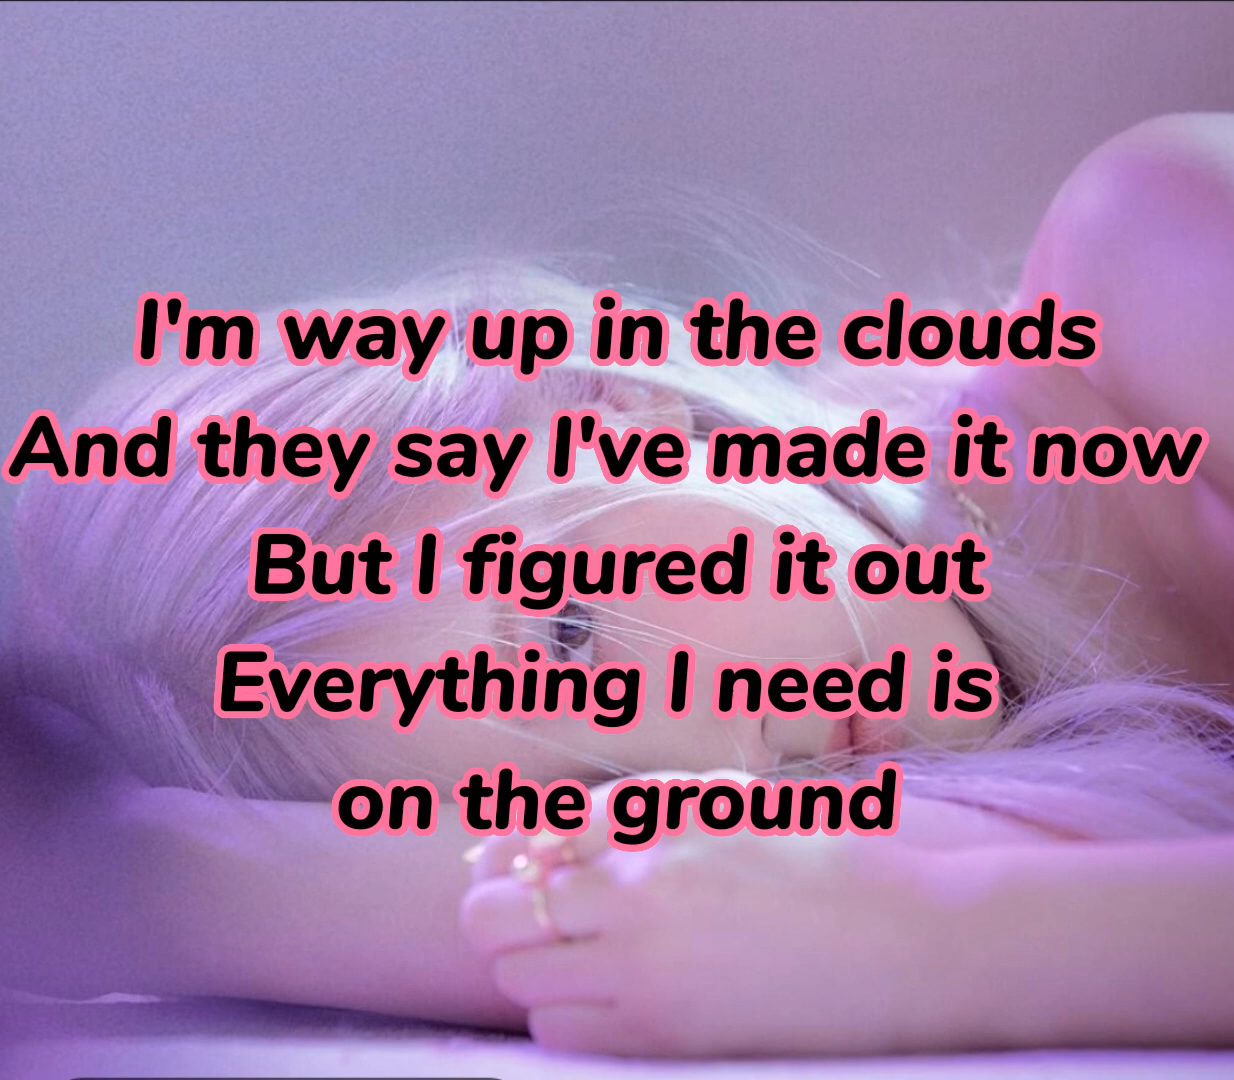 I'm way up in the clouds
And they say I've made it now
But I figured it out
Everything I need is
on the ground